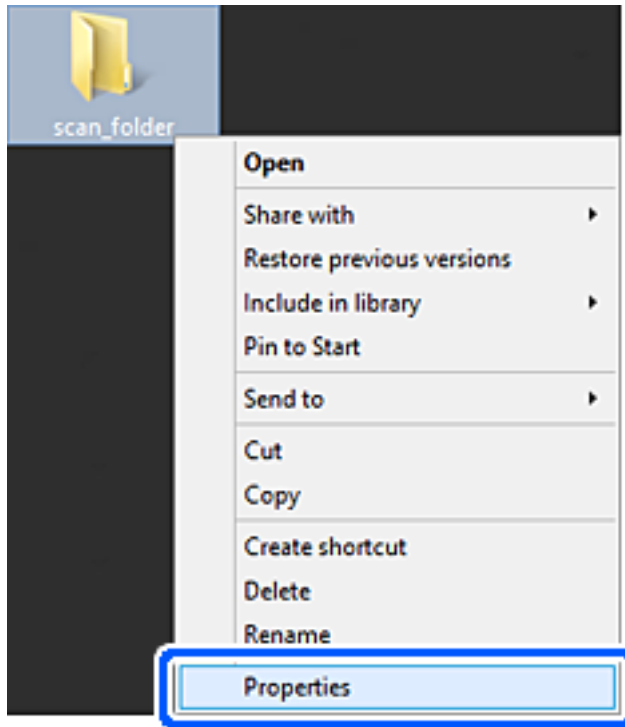 scan_folder
Open
Share with
Restore previous versions
Include in library
Pin to Start
Send to
Cut
Copy
Create shortcut
Delete
Rename
Properties